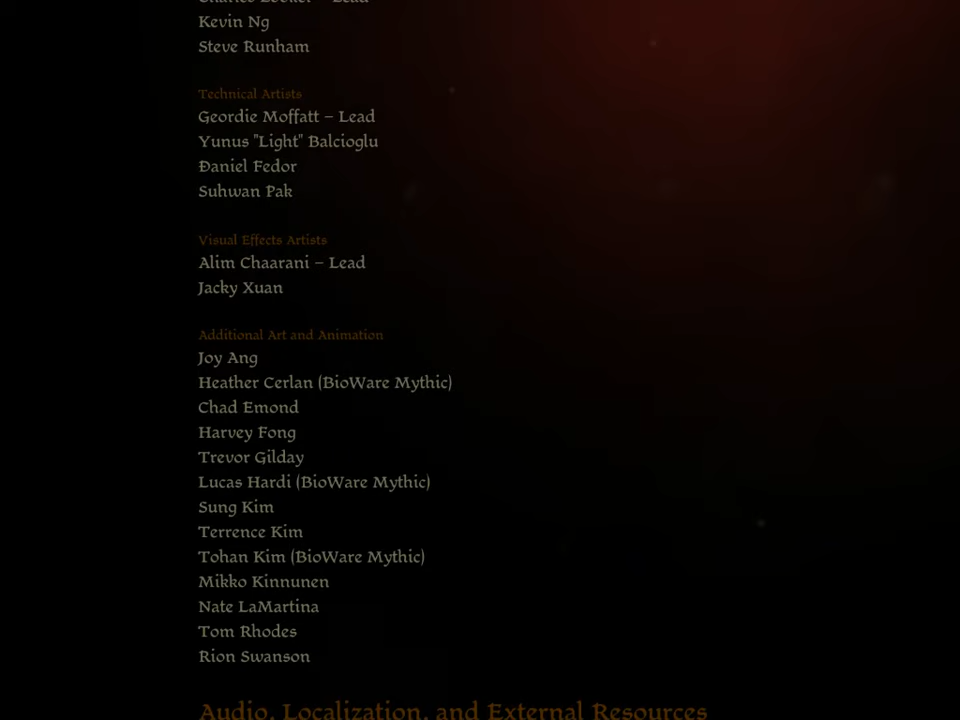 Kevin Ng
Steve Runham
Technical Artists
Geordie Moffatt – Lead
Yunus "Light" Balcioglu
Daniel Fedor
Suhwan Pak
Visual Effects Artists
Alim Chaarani – Lead
Jacky Xuan
Additional Art and Animation
Joy Ang
Heather Cerlan (BioWare Mythic)
Chad Emond
Harvey Fong
Trevor Gilday
Lucas Hardi (BioWare Mythic)
Sung Kim
Terrence Kim
Tohan Kim (BioWare Mythic)
Mikko Kinnunen
Nate LaMartina
Tom Rhodes
Rion Swanson
Audio, Localization, and External Resources